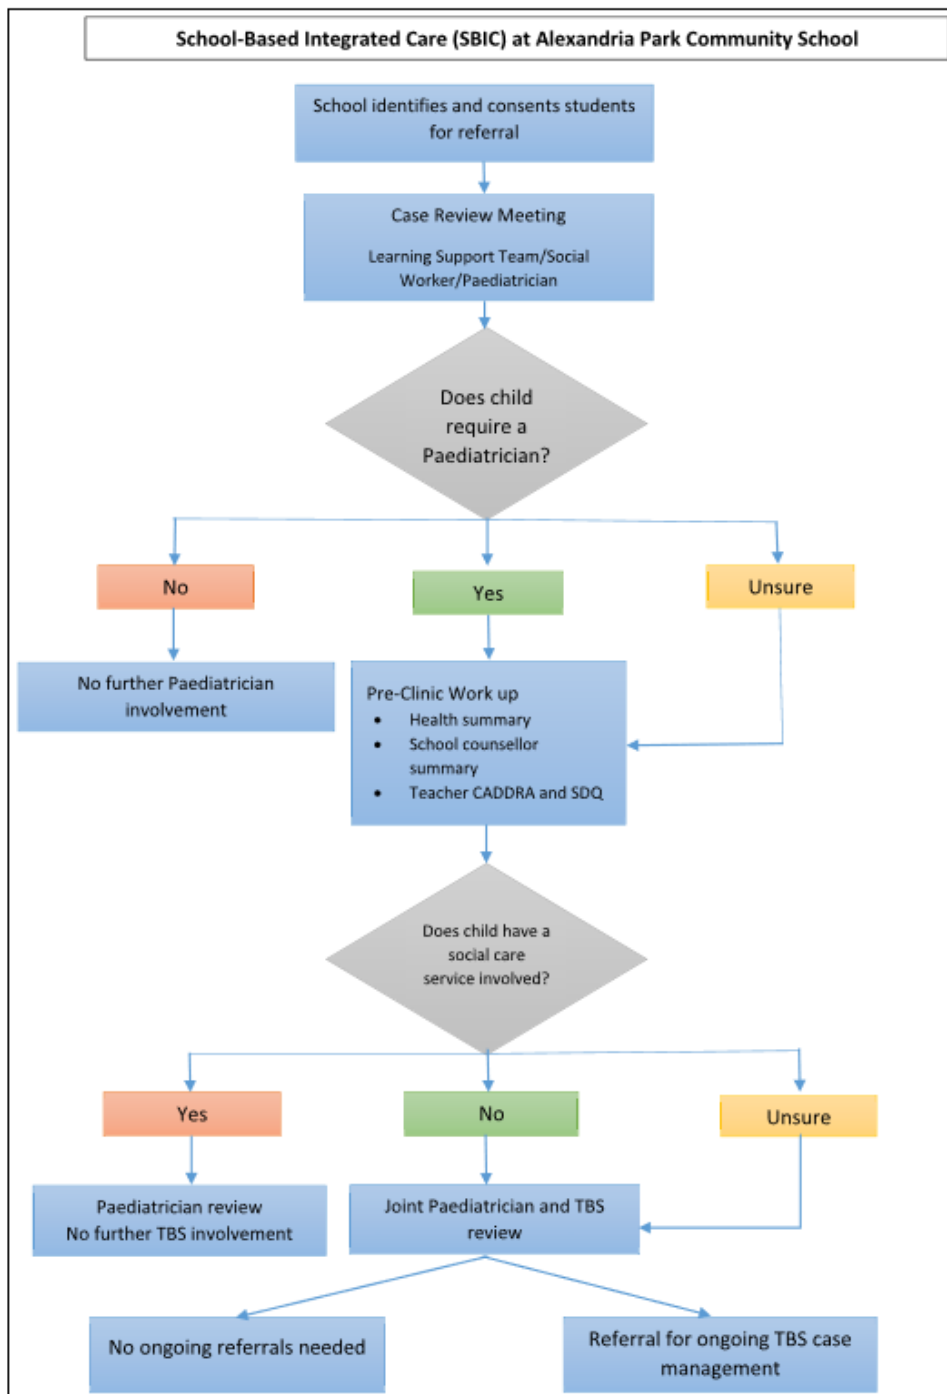 School-Based Integrated Care (SBIC) at Alexandria Park Community School
School identifies and consents students
for referral
Case Review Meeting
Learning Support Team/Social
Worker/Paediatrician
Does child
require a
Paediatrician?
No
Yes
Unsure
No further Paediatrician
involvement
Pre-Clinic Work up
• Health summary
• School counsellor
summary
• Teacher CADDRA and SDQ
Does child have a
social care
service involved?
Yes
No
Unsure
Paediatrician review
No further TBS involvement
Joint Paediatrician and TBS
review
No ongoing referrals needed
Referral for ongoing TBS case
management